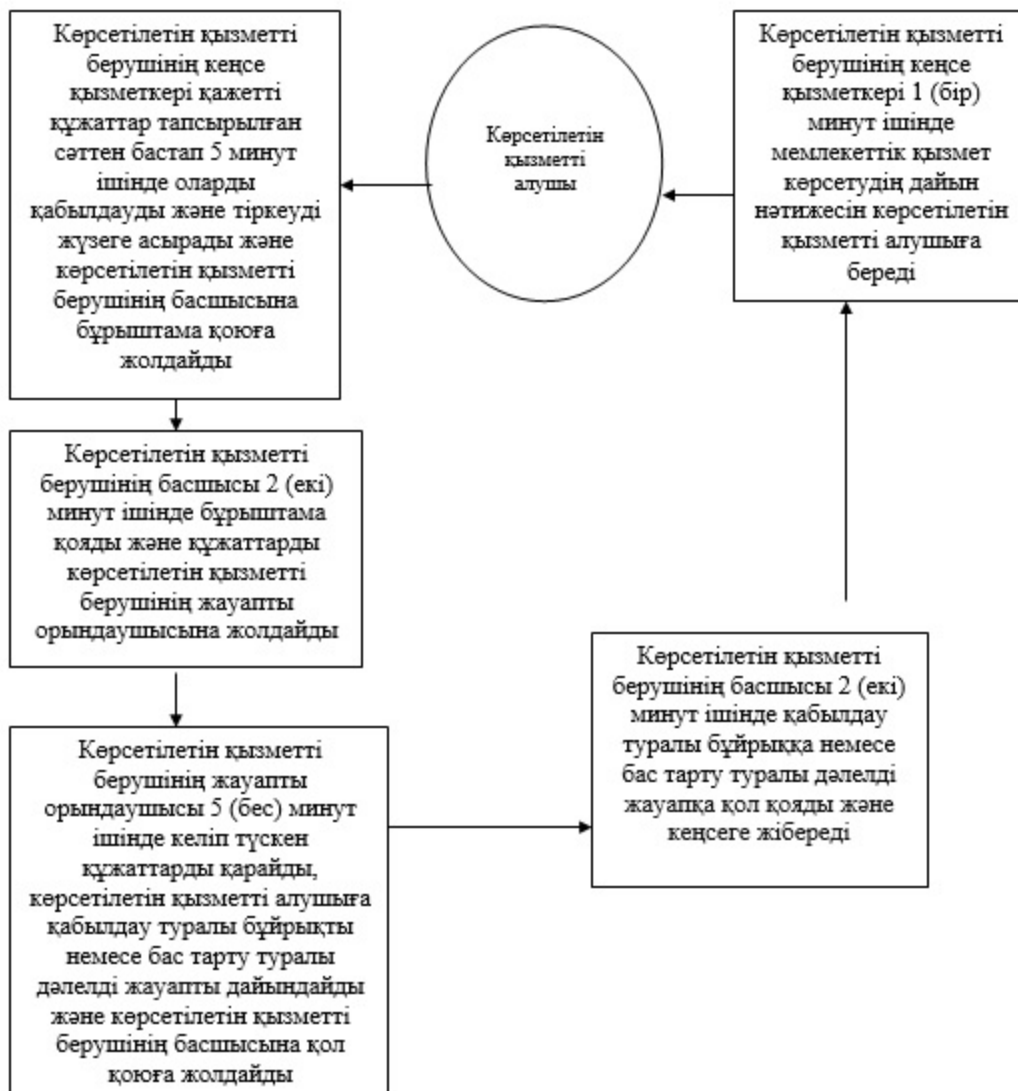 Көрсетілетін қызметті
берушінің кеңсе
қызметкері қажетті
құжаттар тапсырылған
сәттен бастап 5 минут
ішінде оларды
қабылдауды және тіркеуді
жүзеге асырады және
көрсетілетін қызметті
берушінің басшысына
бұрыштама қоюға
жолдайды
Көрсетілетін
қызметті
алушы
Көрсетілетін қызметті
берушінің кеңсе
қызметкері 1 (бір)
минут ішінде
мемлекеттік қызмет
көрсетудің дайын
нәтижесін көрсетілетін
қызметті алушыға
береді
Көрсетілетін қызметті
берушінің басшысы 2 (екі)
минут ішінде бұрыштама
қояды және құжаттарды
көрсетілетін қызметті
берушінің жауапты
орындаушысына жолдайды
Көрсетілетін қызметті
берушінің жауапты
орындаушысы 5 (бес) минут
ішінде келіп түскен
құжаттарды қарайды,
көрсетілетін қызметті алушыға
қабылдау туралы бұйрықты
немесе бас тарту туралы
дәлелді жауапты дайындайды
және көрсетілетін қызметті
берушінің басшысына қол
қоюға жолдайды
Көрсетілетін қызметті
берушінің басшысы 2 (екі)
минут ішінде қабылдау
туралы бұйрыққа немесе
бас тарту туралы дәлелді
жауапқа қол қояды және
кеңсеге жібереді